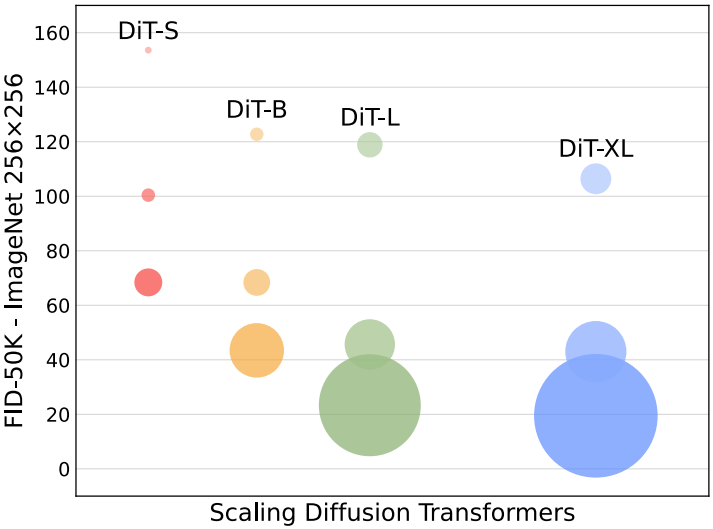 FID-50K - ImageNet 256×256
160
140
120
100
80
60
40
20
0
DiT-S
DiT-B
DiT-L
DiT-XL
Scaling Diffusion Transformers